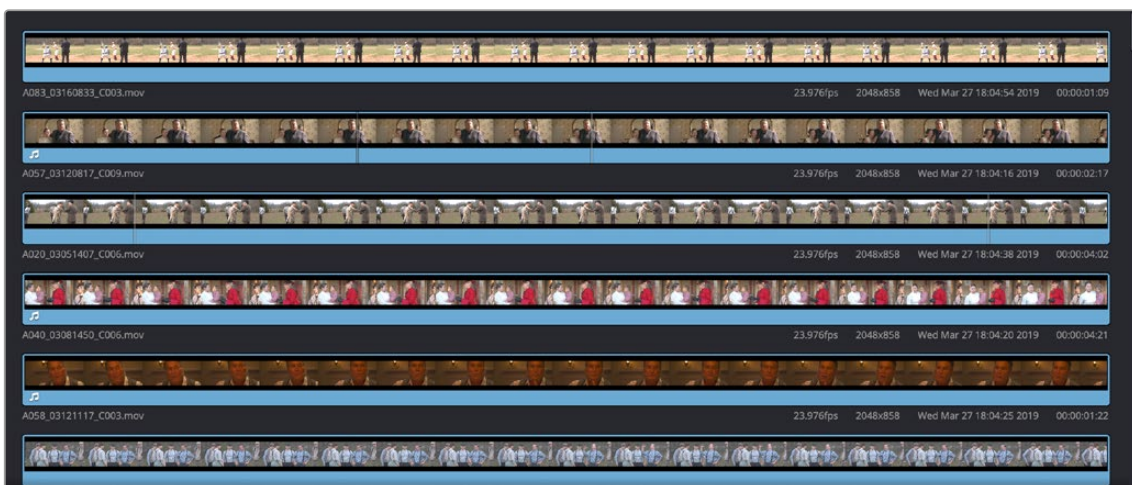 A083_03160833_C003.mov 23.976fps 2048x858 Wed Mar 27 18:04:54 2019 00:00:01:09
A057_03120817_C009.mov 23.976fps 2048x858 Wed Mar 27 18:04:16 2019 00:00:02:17
A020_03051407_C006.mov 23.976fps 2048x858 Wed Mar 27 18:04:38 2019 00:00:04:02
A040_03081450_C006.mov 23.976fps 2048x858 Wed Mar 27 18:04:20 2019 00:00:04:21
A058_03121117_C003.mov 23.976fps 2048x858 Wed Mar 27 18:04:25 2019 00:00:01:22